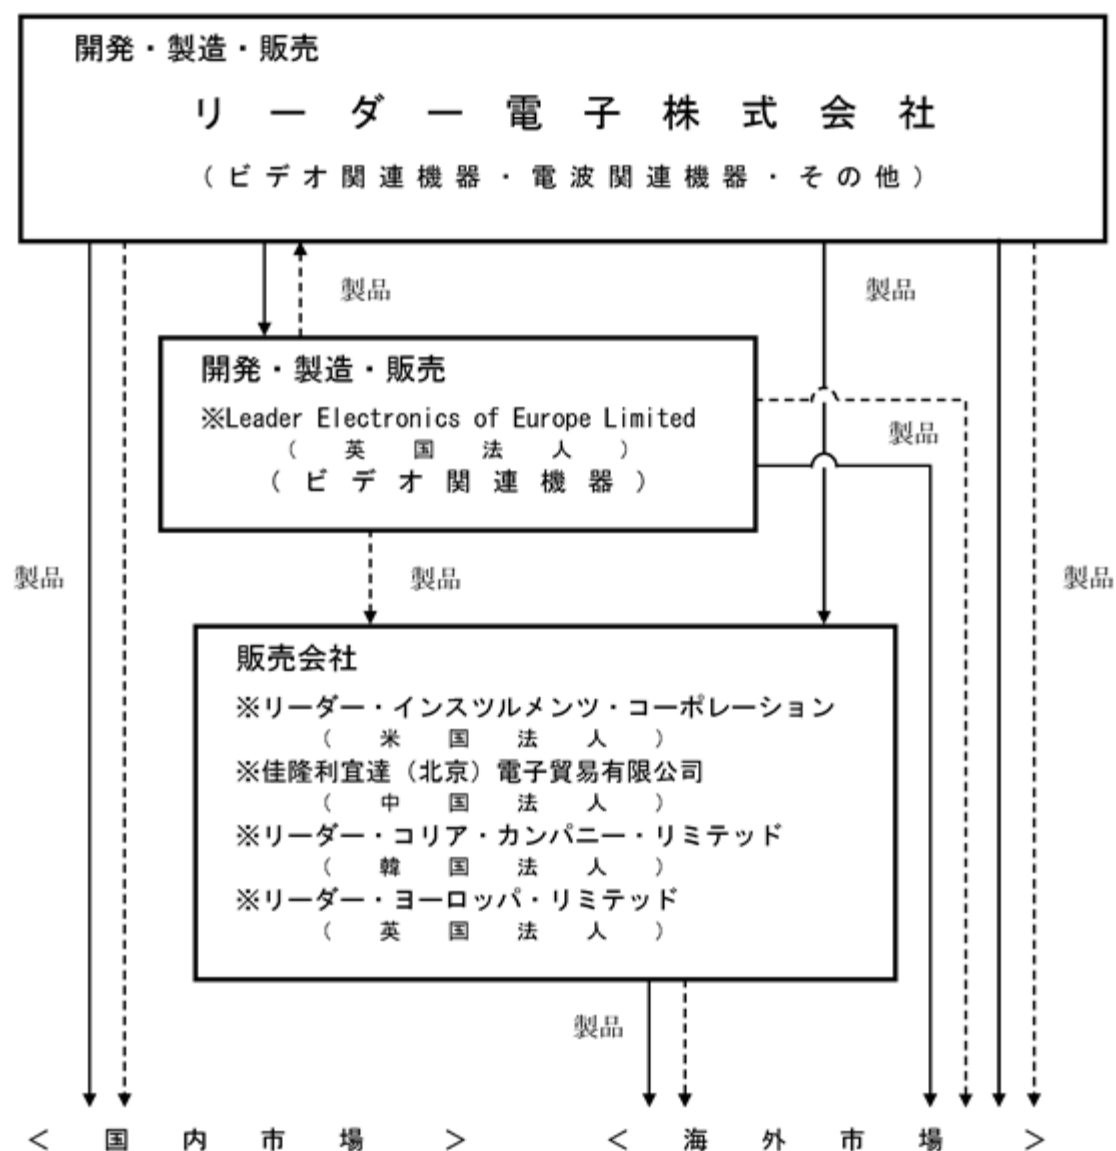 開発・製造・販売
リーダー電子株式会社
（ビデオ関連機器・電波関連機器・その他）
製品
製品
開発・製造・販売
※Leader Electronics of Europe Limited
（英国法人）
（ビデオ関連機器）
製品
製品
製品
製品
販売会社
※リーダー・インスツルメンツ・コーポレーション
（米国法人）
※佳隆利宜達（北京）電子貿易有限公司
（中国法人）
※リーダー・コリア・カンパニー・リミテッド
（韓国法人）
※リーダー・ヨーロッパ・リミテッド
（英国法人）
製品
＜国内市場＞
＜海外市場＞